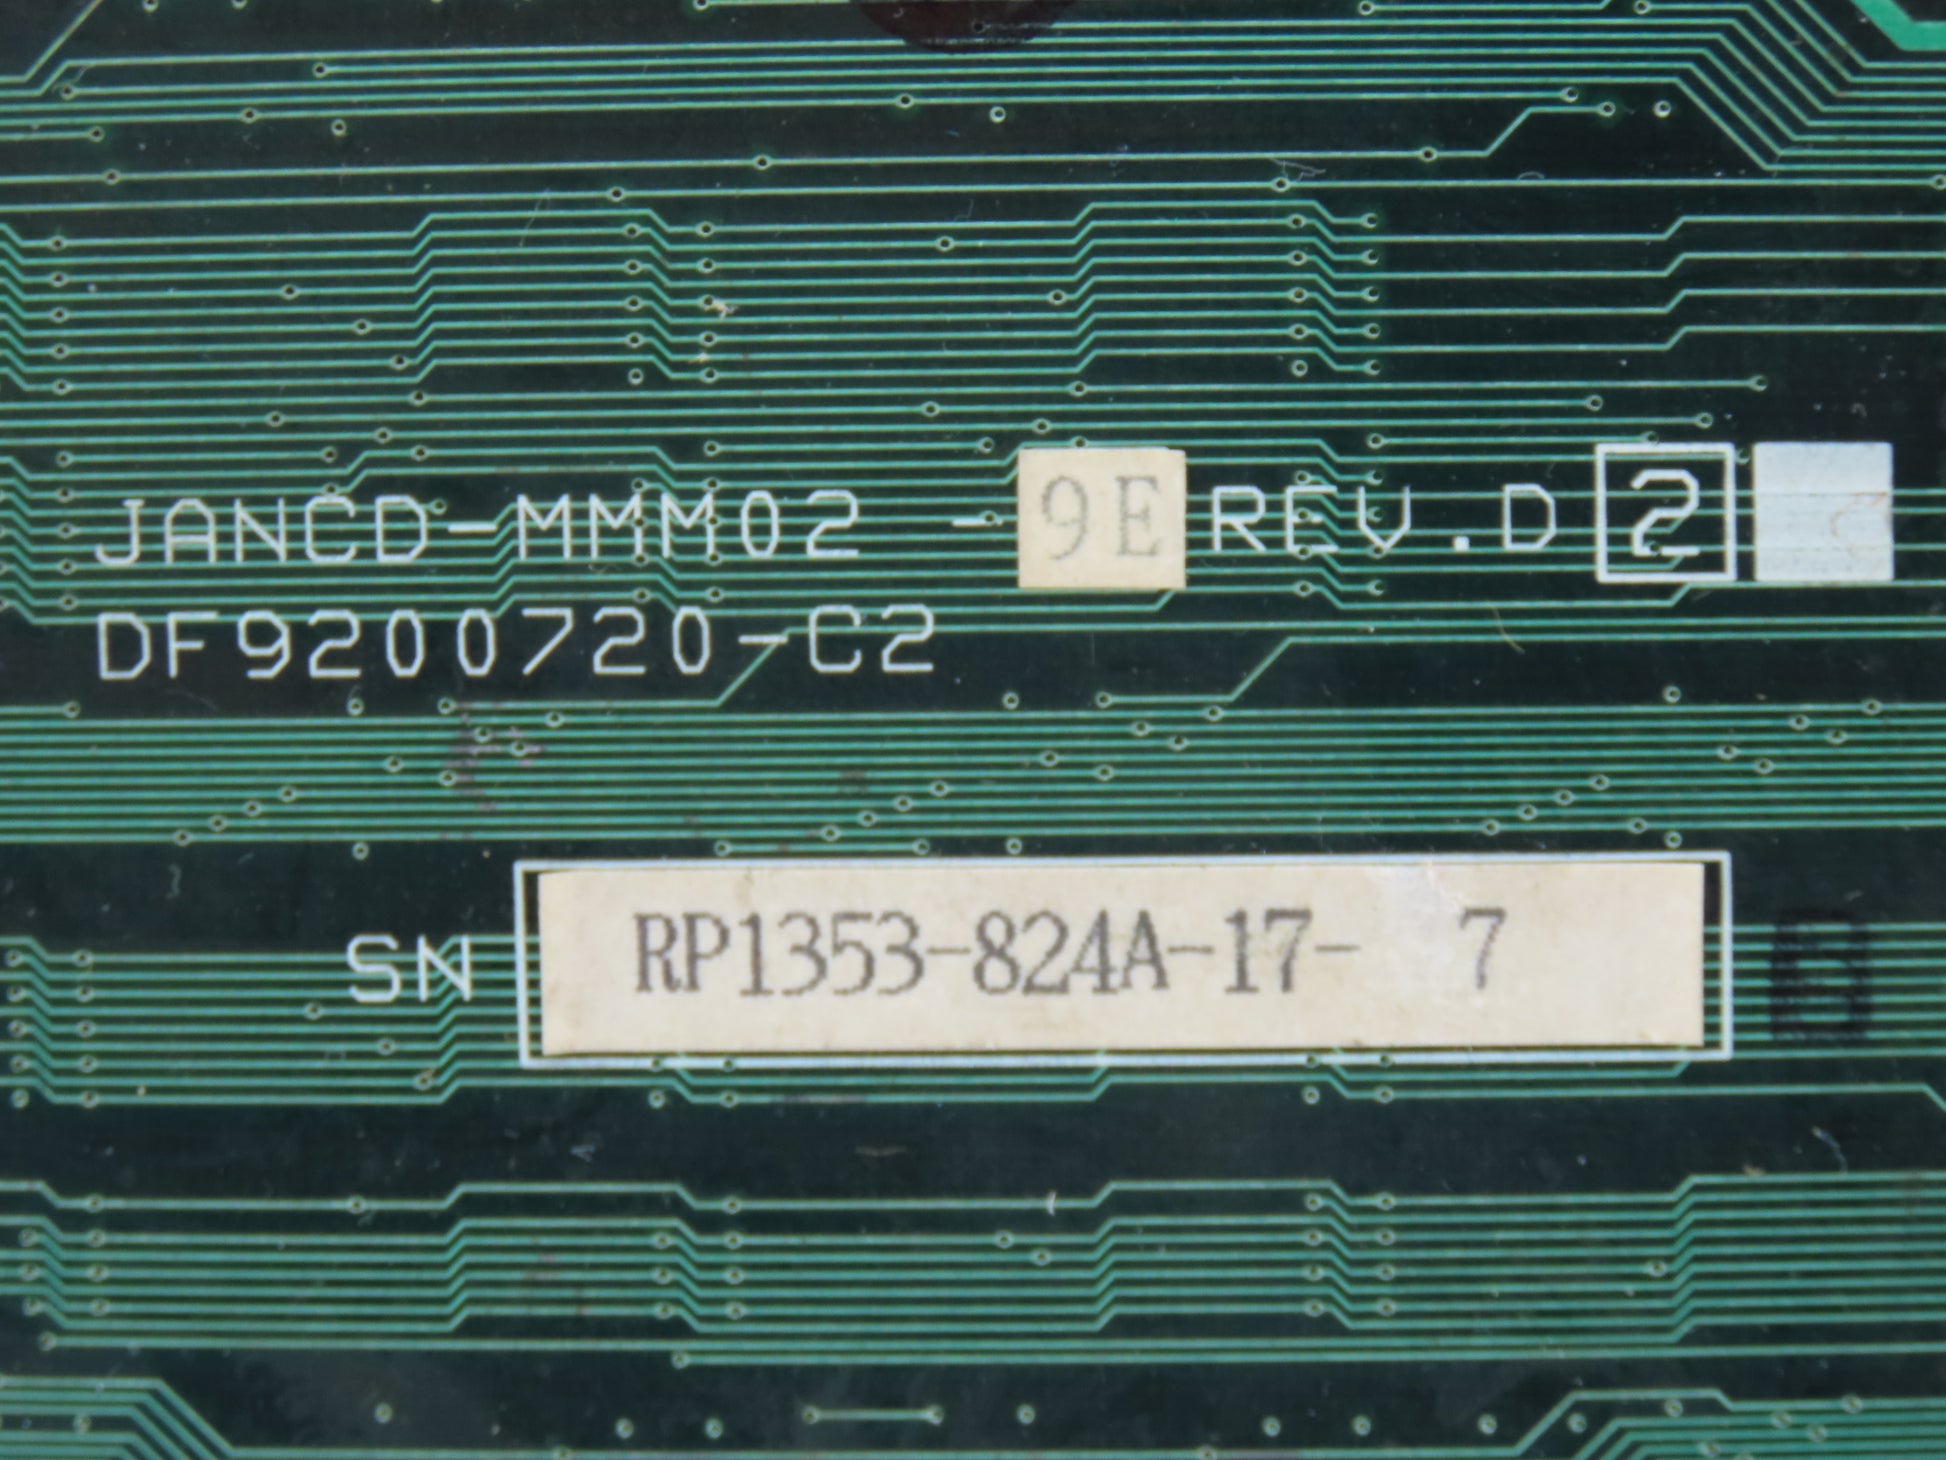 JANCD-MMM02 -9E REV.D 2
DF9200720-C2
SN RP1353-824A-17- 7